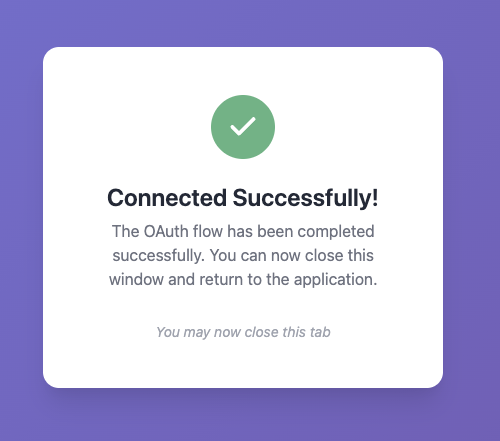 Connected Successfully!
The OAuth flow has been completed
successfully. You can now close this
window and return to the application.
You may now close this tab